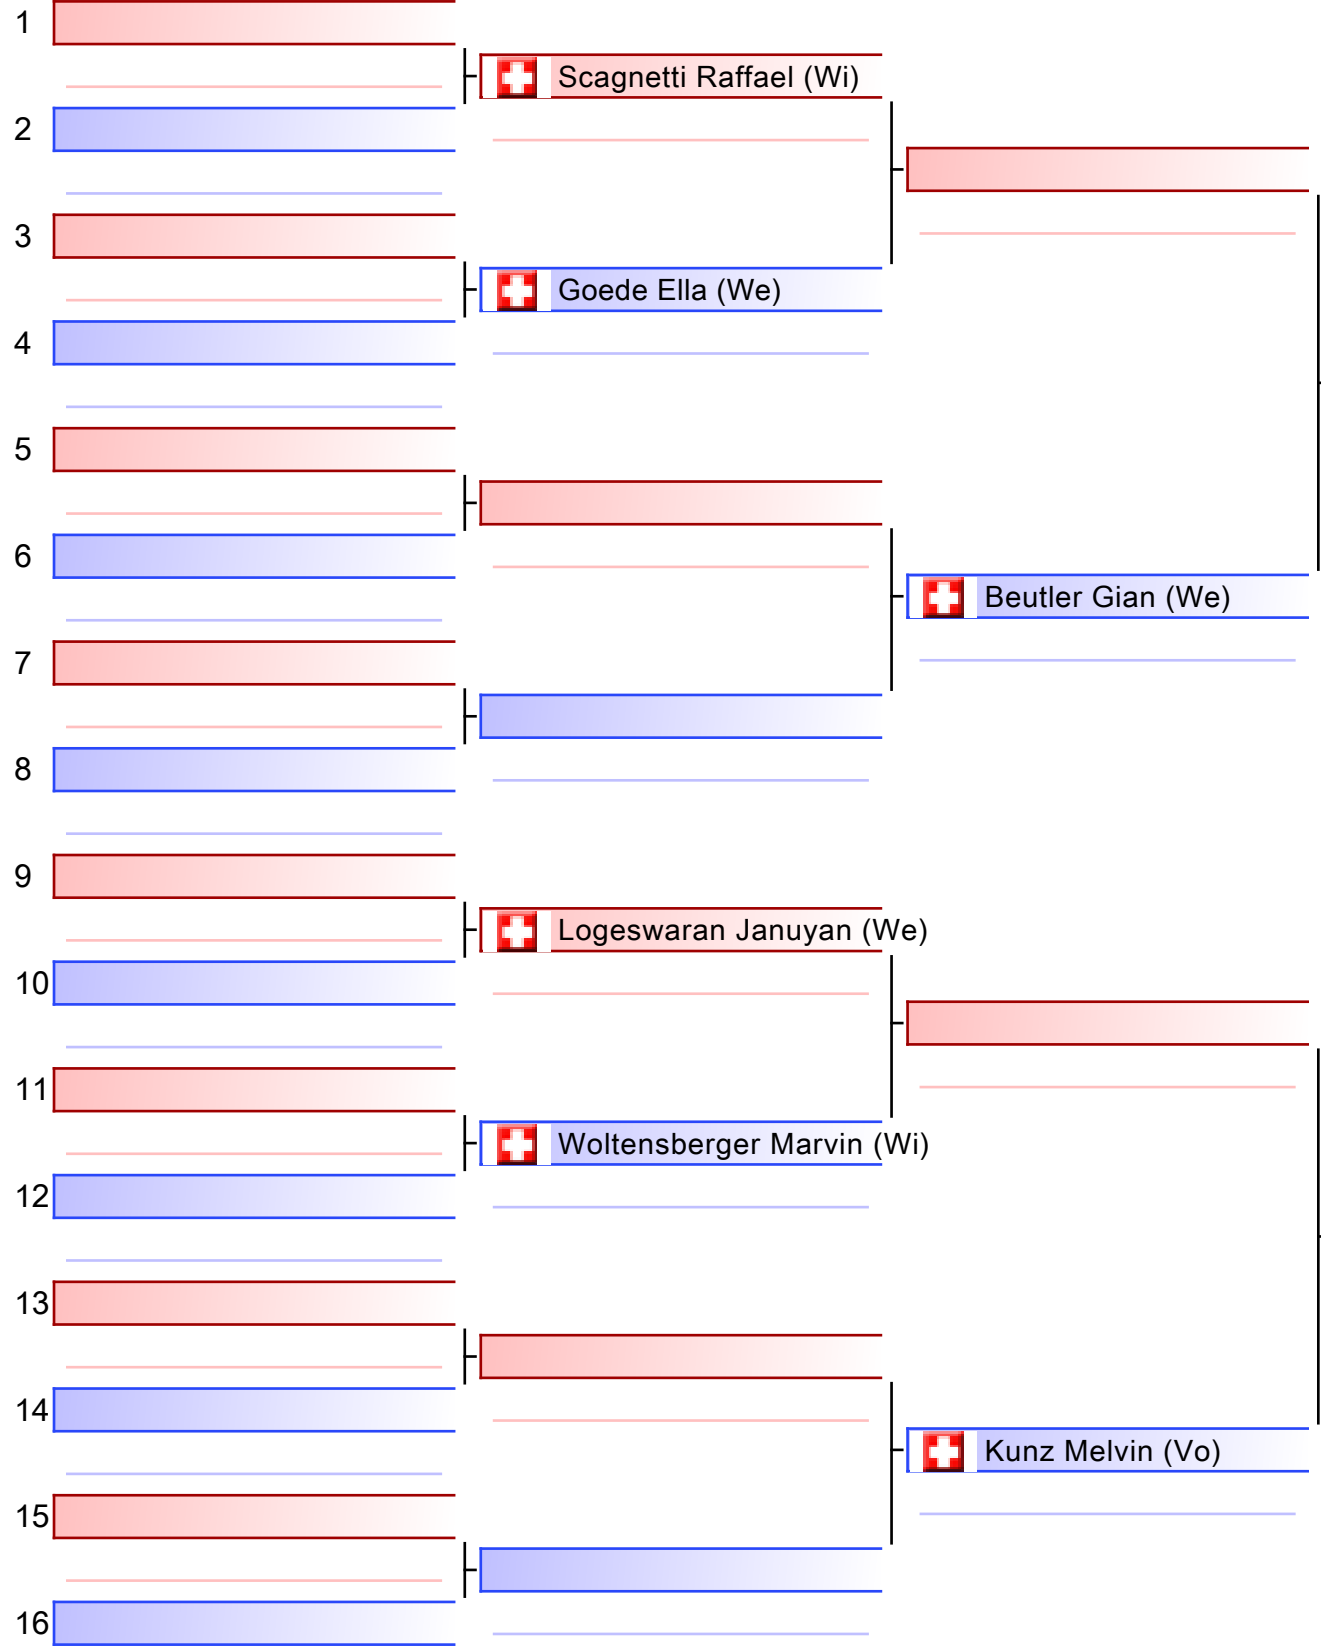 1
Scagnetti Raffael (Wi)
2
3
Goede Ella (We)
4
5
6
Beutler Gian (We)
7
8
9
Logeswaran Januyan (We)
10
11
Woltensberger Marvin (Wi)
12
13
14
Kunz Melvin (Vo)
15
16